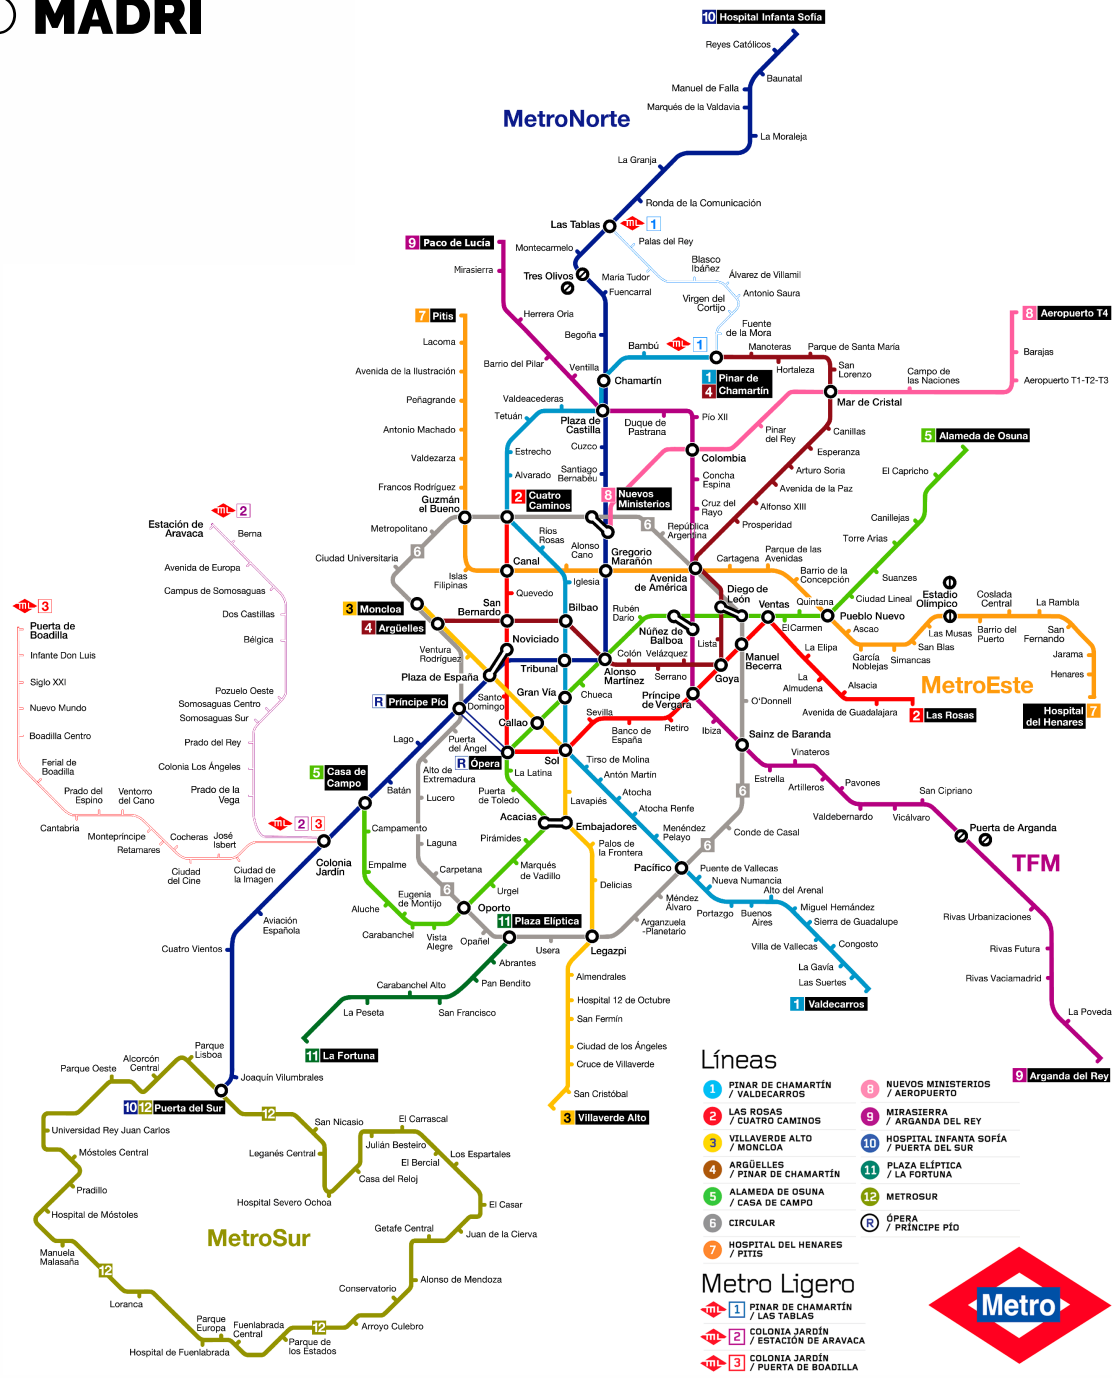 MADRI
10 Hospital Infanta Sofía
Reyes Católicos
Baunatal
Manuel de Falla
Marqués de la Valdavia
MetroNorte
La Moraleja
La Granja
Ronda de la Comunicación
Las Tablas
mL 1
Palas del Rey
9 Paco de Lucía
Montecarmelo
Mirasierra
Tres Olivos
María Tudor
Blasco
Ibáñez
Álvarez de Villamil
Antonio Saura
Fuencarral
Virgen del
Cortijo
Fuente
de la Mora
7 Pitis
Herrera Oria
8 Aeropuerto T4
Lacoma
Begoña
Bambú
mL 1
Manoteras
Parque de Santa María
Barajas
Barrio del Pilar
Ventilla
Hortaleza
San
Lorenzo
Avenida de la Ilustración
Chamartín
1 Pinar de
4 Chamartín
Campo de
las Naciones
Aeropuerto T1-T2-T3
Peñagrande
Valdeacederas
Tetuán
Plaza de
Castilla
Duque de
Pastrana
Pío XII
Mar de Cristal
Antonio Machado
Pinar
del Rey
Canillas
5 Alameda de Osuna
Valdezarza
Estrecho
Cuzco
Colombia
Esperanza
Alvarado
Santiago
Bernabéu
Concha
Espina
Arturo Soria
El Capricho
Francos Rodríguez
Avenida de la Paz
Guzmán
el Bueno
2 Cuatro
Caminos
8 Nuevos
Ministerios
Cruz del
Rayo
Alfonso XIII
mL 2
Estación de
Aravaca
Berna
Metropolitano
6
Ríos
Rosas
Alonso
Cano
6
República
Argentina
Prosperidad
Canillejas
Torre Arias
Ciudad Universitaria
6
Gregorio
Marañón
Cartagena
Parque de las
Avenidas
Avenida de Europa
Canal
Iglesia
Avenida
de América
Barrio de la
Concepción
Suanzes
Islas
Filipinas
Campus de Somosaguas
Quevedo
Diego de
León
Ventas
Quintana
Ciudad Lineal
Estadio
Olímpico
Coslada
Central
La Rambla
mL 3
3 Moncloa
San
Bernardo
Bilbao
Rubén
Darío
Pueblo Nuevo
Dos Castillas
4 Argüelles
Núñez de
Balboa
El Carmen
Ascao
Las Musas
Barrio del
Puerto
San
Fernando
Puerta de
Boadilla
Bélgica
Noviciado
Lista
La Elipa
San Blas
Infante Don Luis
Ventura
Rodríguez
Tribunal
Colón
Velázquez
Manuel
Becerra
García
Noblejas
Simancas
Jarama
Siglo XXI
Plaza de España
Alonso
Martínez
Serrano
Goya
La
Almudena
Alsacia
Henares
MetroEste
Pozuelo Oeste
Somosaguas Centro
Somosaguas Sur
R Príncipe Pío
Santo
Domingo
Gran Vía
Chueca
Príncipe
de Vergara
O'Donnell
Avenida de Guadalajara
2 Las Rosas
Hospital
del Henares 7
Nuevo Mundo
Callao
Sevilla
Banco de
España
Retiro
Ibiza
Boadilla Centro
Prado del Rey
Lago
Puerta
del Ángel
R Ópera
Sol
Sainz de Baranda
Ferial de
Boadilla
Colonia Los Ángeles
5 Casa de
Campo
Alto de
Extremadura
La Latina
Tirso de Molina
Vinateros
Prado de la
Vega
Batán
Lucero
Puerta
de Toledo
Antón Martín
Estrella
Artilleros
Pavones
Prado del
Espino
Ventorro
del Cano
Lavapiés
Atocha
6
San Cipriano
mL 2 3
Campamento
Acacias
Embajadores
Atocha Renfe
Valdebernardo
Vicálvaro
Cantabria
Montepríncipe
Retamares
Cocheras
José
Isbert
Laguna
Pirámides
Palos de
la Frontera
Menéndez
Pelayo
Conde de Casal
6
Puerta de Arganda
Ciudad
del Cine
Ciudad de
la Imagen
Colonia
Jardín
Empalme
Carpetana
Marqués
de Vadillo
Pacífico
Puente de Vallecas
TFM
Eugenia
de Montijo
6
Urgel
Delicias
Nueva Numancia
Alto del Arenal
Aluche
Oporto
Méndez
Álvaro
Miguel Hernández
Aviación
Española
Carabanchel
Vista
Alegre
11 Plaza Elíptica
Arganzuela
-Planetario
Portazgo
Buenos
Aires
Sierra de Guadalupe
Rivas Urbanizaciones
Cuatro Vientos
Opañel
Usera
Legazpi
Villa de Vallecas
Congosto
Rivas Futura
Abrantes
La Gavia
Pan Bendito
Almendrales
Las Suertes
Rivas Vaciamadrid
Carabanchel Alto
Hospital 12 de Octubre
1 Valdecarros
La Peseta
San Francisco
San Fermín
La Poveda
11 La Fortuna
Ciudad de los Ángeles
Cruce de Villaverde
9 Arganda del Rey
Parque
Lisboa
Alcorcón
Central
Parque Oeste
Joaquín Vilumbrales
San Cristóbal
10 12 Puerta del Sur
12
3 Villaverde Alto
Universidad Rey Juan Carlos
San Nicasio
El Carrascal
Móstoles Central
Leganés Central
Julián Besteiro
El Bercial
Los Espartales
Pradillo
Casa del Reloj
Hospital Severo Ochoa
El Casar
Hospital de Móstoles
MetroSur
Getafe Central
Juan de la Cierva
Manuela
Malasaña
12
Alonso de Mendoza
Loranca
Conservatorio
Parque
Europa
Fuenlabrada
Central
12
Arroyo Culebro
Hospital de Fuenlabrada
Parque de
los Estados
Líneas
1 PINAR DE CHAMARTÍN
/ VALDECARROS
2 LAS ROSAS
/ CUATRO CAMINOS
3 VILLAVERDE ALTO
/ MONCLOA
4 ARGÜELLES
/ PINAR DE CHAMARTÍN
5 ALAMEDA DE OSUNA
/ CASA DE CAMPO
6 CIRCULAR
7 HOSPITAL DEL HENARES
/ PITIS
8 NUEVOS MINISTERIOS
/ AEROPUERTO
9 MIRASIERRA
/ ARGANDA DEL REY
10 HOSPITAL INFANTA SOFÍA
/ PUERTA DEL SUR
11 PLAZA ELÍPTICA
/ LA FORTUNA
12 METROSUR
R ÓPERA
/ PRÍNCIPE PÍO
Metro Ligero
mL 1 PINAR DE CHAMARTÍN
/ LAS TABLAS
mL 2 COLONIA JARDÍN
/ ESTACIÓN DE ARAVACA
mL 3 COLONIA JARDÍN
/ PUERTA DE BOADILLA
Metro